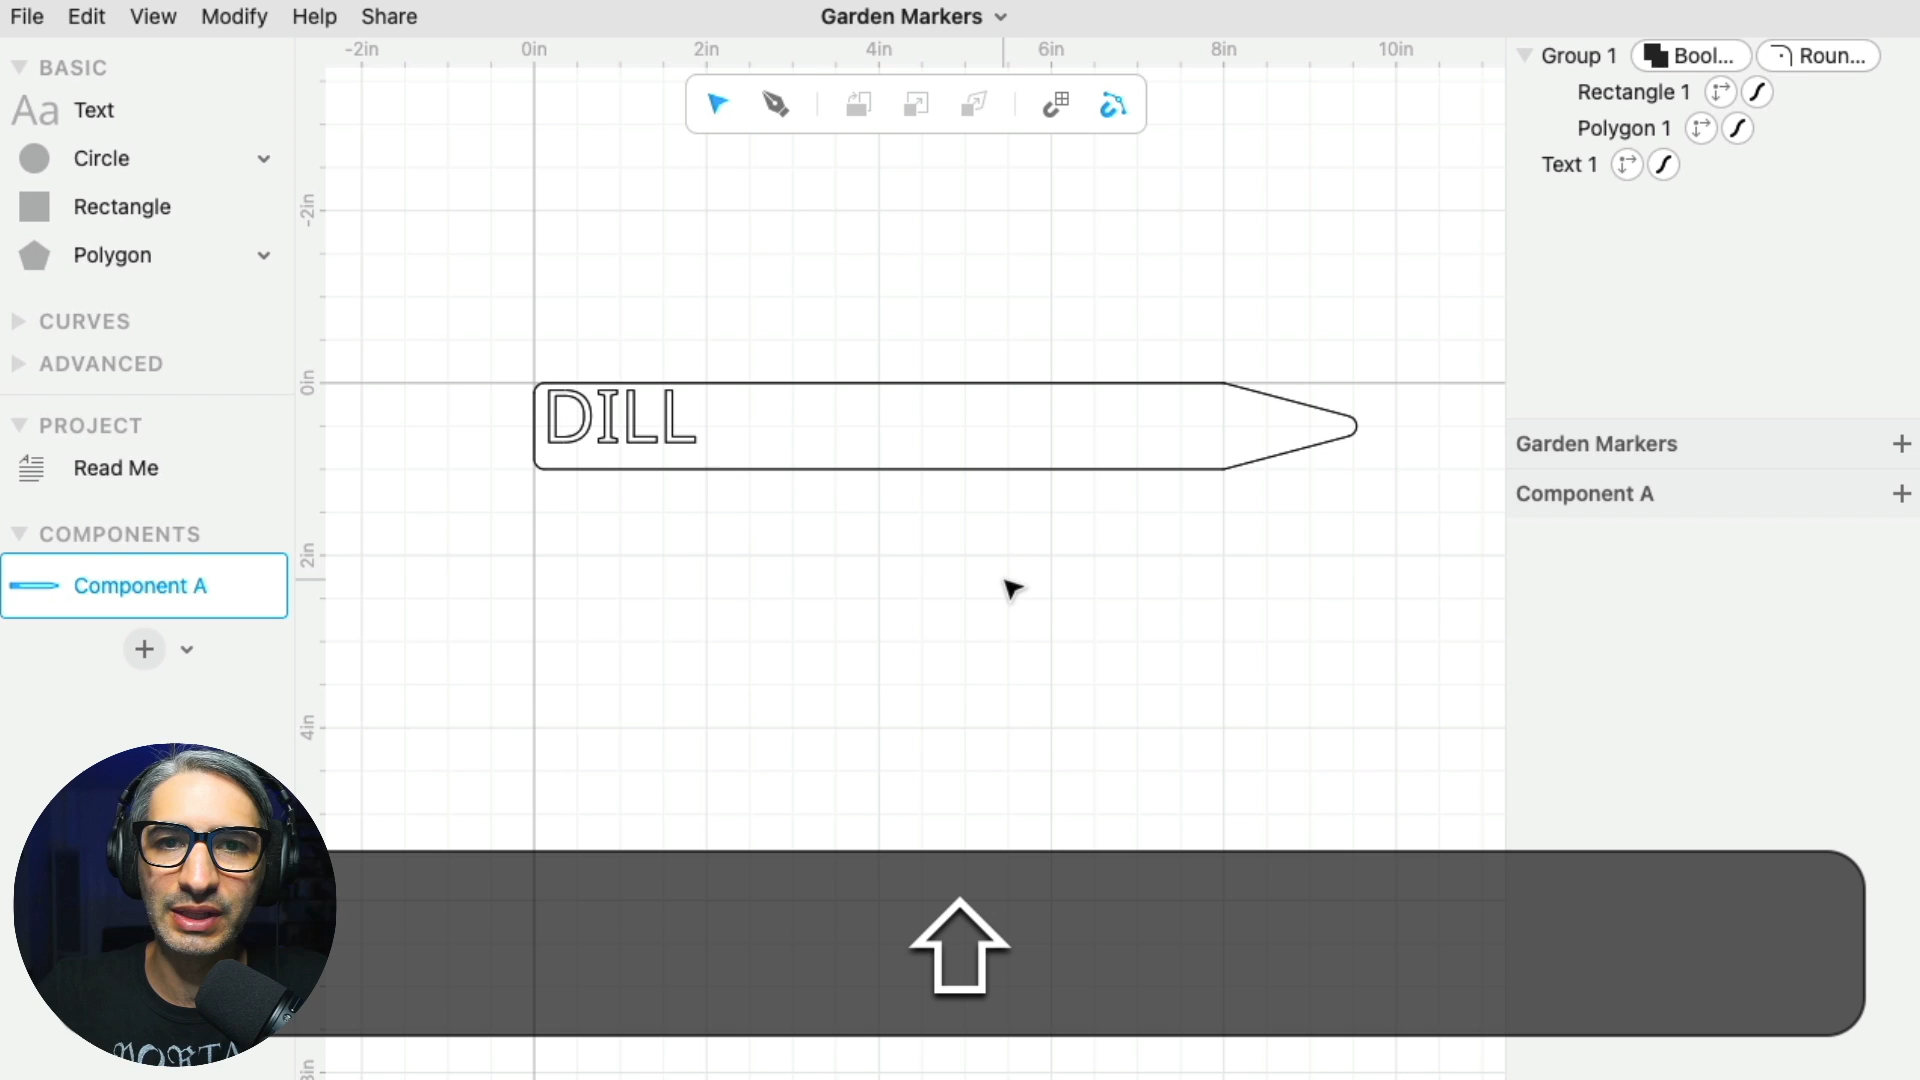 File Edit View Modify Help Share
Garden Markers
BASIC
Aa Text
Circle
Rectangle
Polygon
CURVES
ADVANCED
PROJECT
Read Me
COMPONENTS
Component A
-2in 0in 2in 4in 6in 8in 10in
-2in
0in
2in
4in
DILL
Group 1 Bool... Roun...
Rectangle 1
Polygon 1
Text 1
Garden Markers
Component A